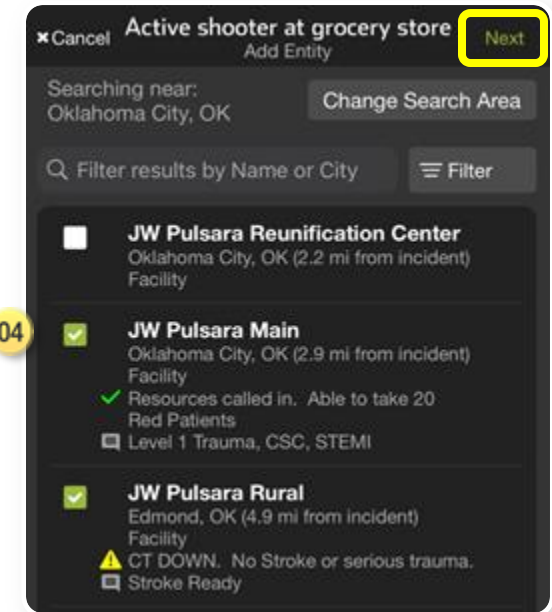 ×Cancel Active shooter at grocery store Next
Add Entity
Searching near:
Oklahoma City, OK
Change Search Area
Filter results by Name or City
Filter
JW Pulsara Reunification Center
Oklahoma City, OK (2.2 mi from incident)
Facility
04
JW Pulsara Main
Oklahoma City, OK (2.9 mi from incident)
Facility
Resources called in. Able to take 20
Red Patients
Level 1 Trauma, CSC, STEMI
JW Pulsara Rural
Edmond, OK (4.9 mi from incident)
Facility
CT DOWN. No Stroke or serious trauma.
Stroke Ready